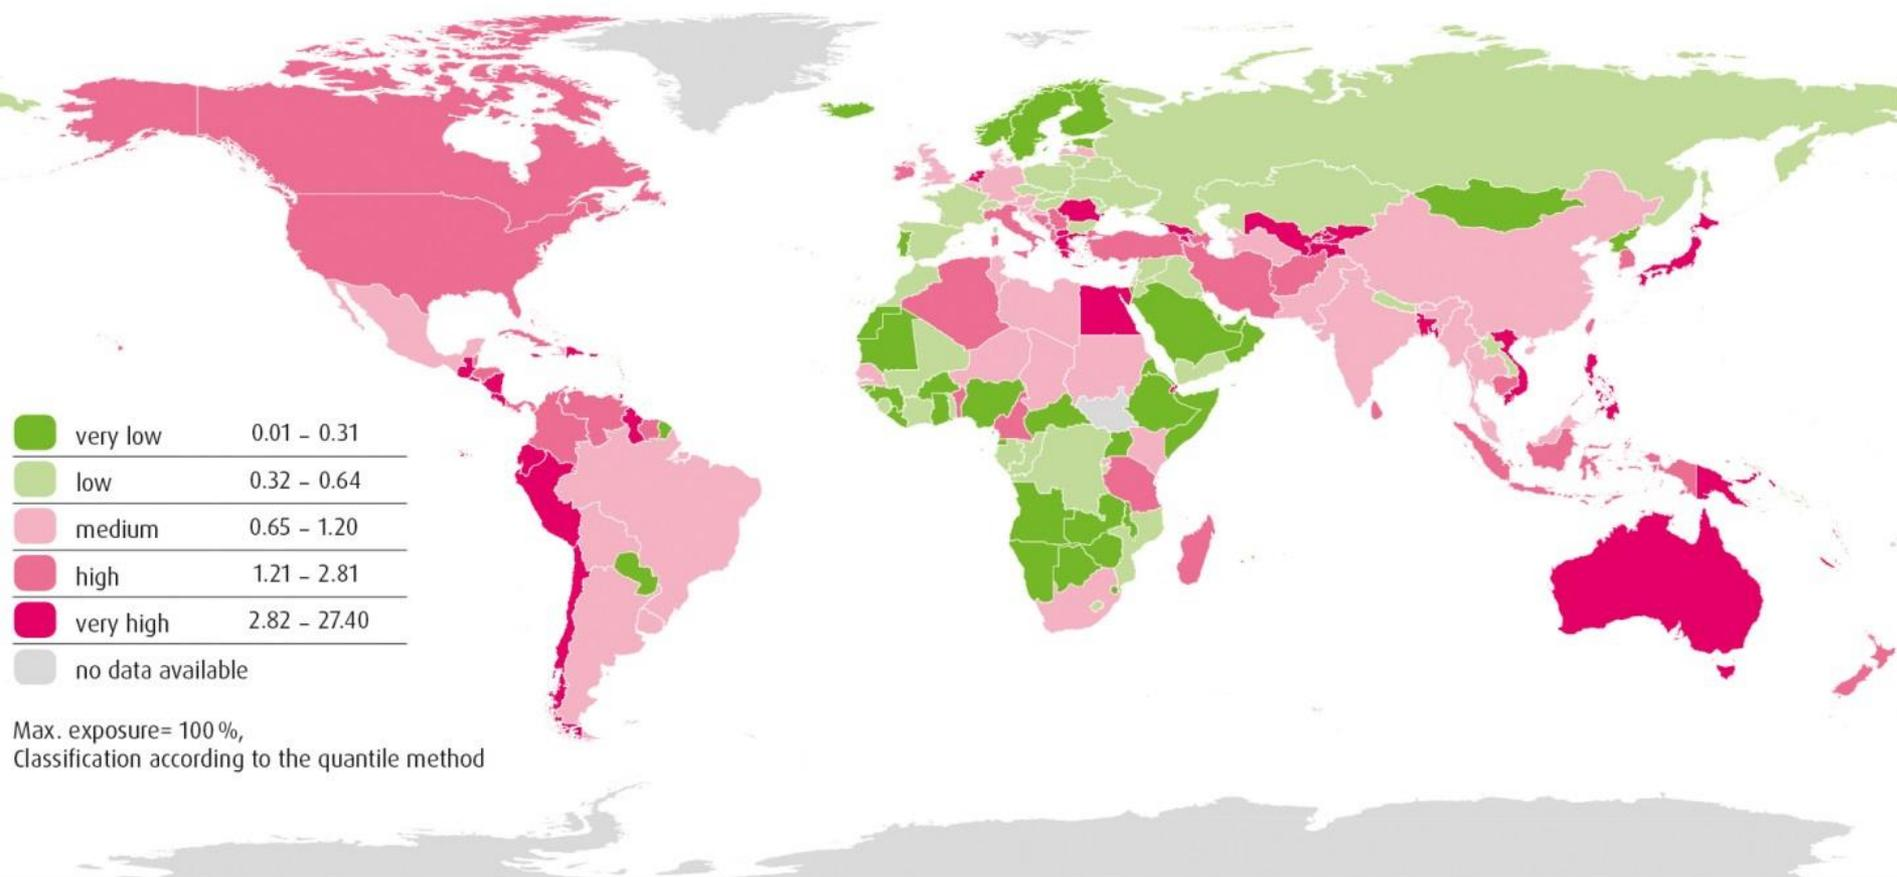 very low 0.01 – 0.31
low 0.32 – 0.64
medium 0.65 – 1.20
high 1.21 – 2.81
very high 2.82 – 27.40
no data available
Max. exposure= 100 %,
Classification according to the quantile method